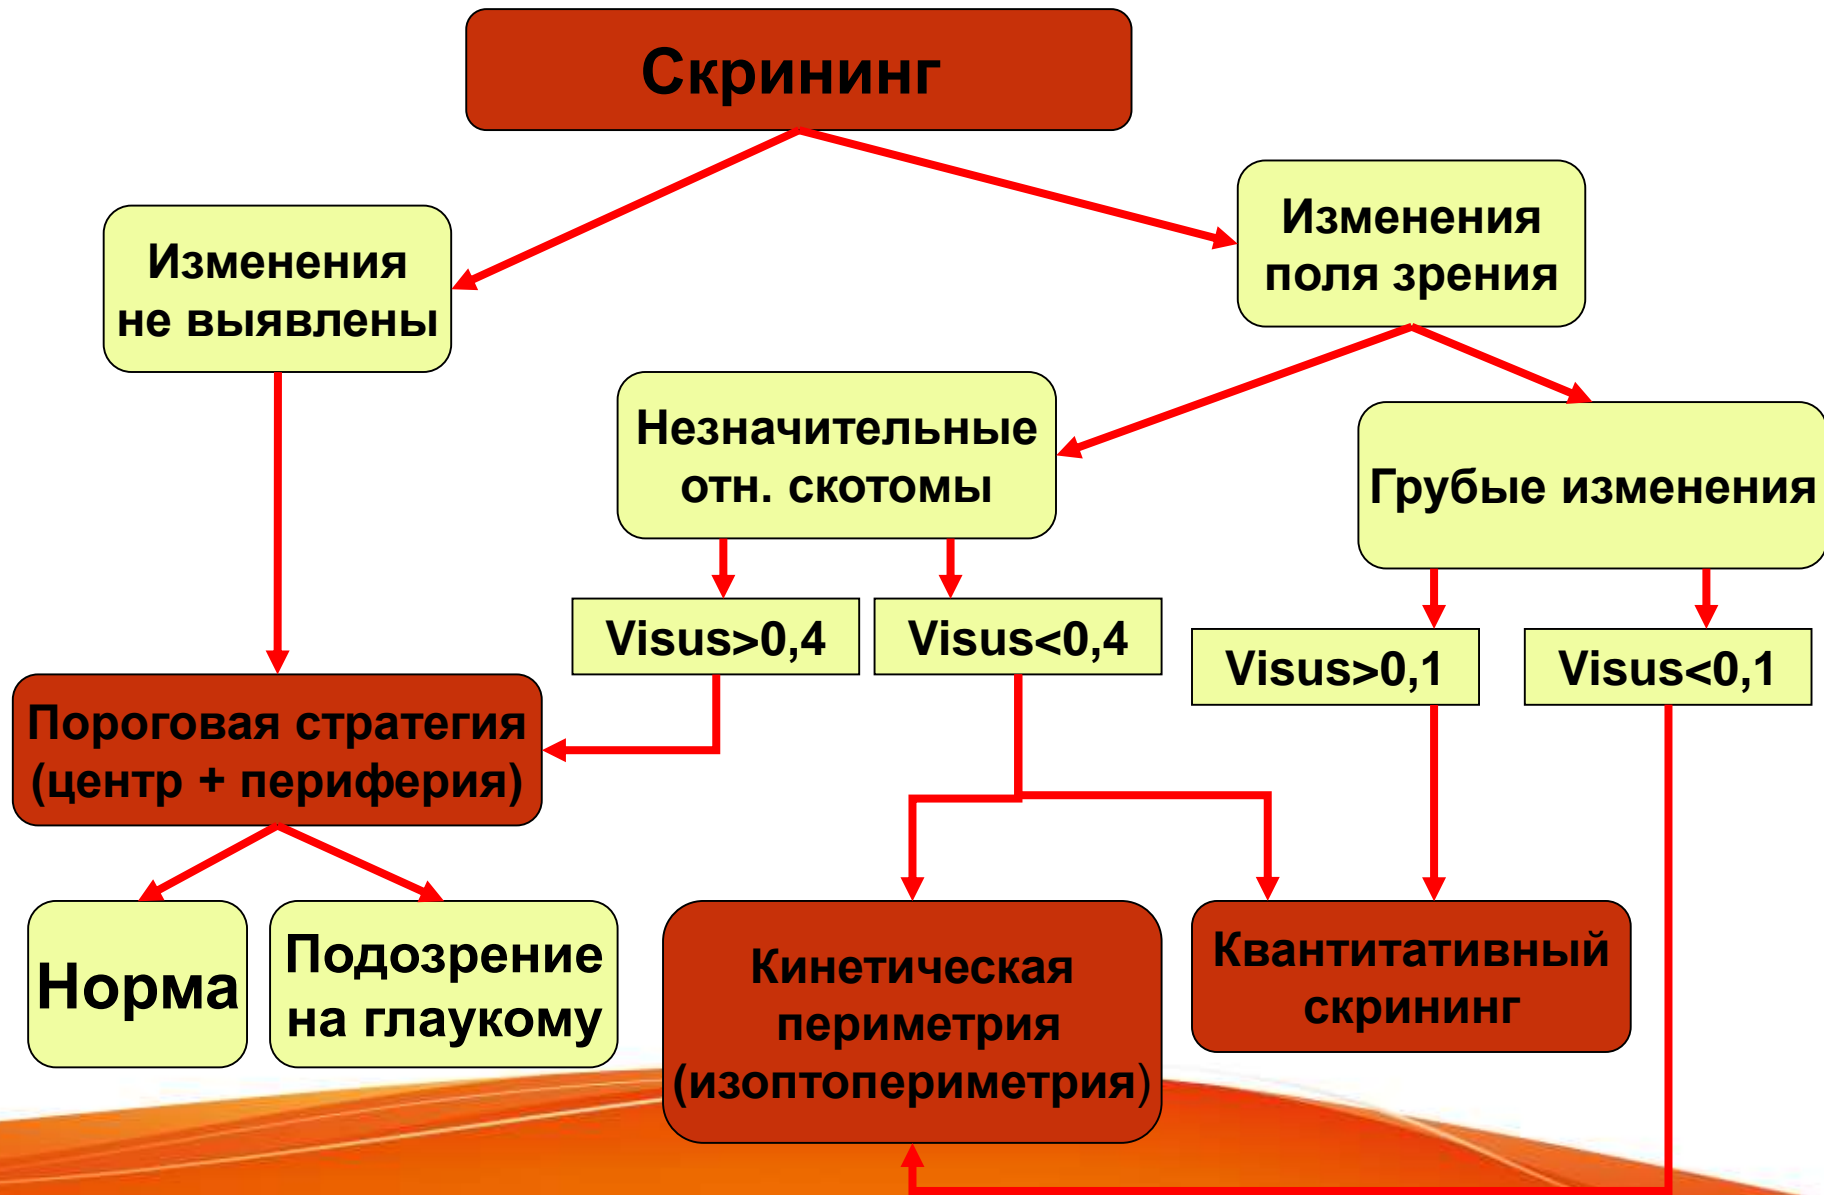 Скрининг
Изменения
не выявлены
Изменения
поля зрения
Незначительные
отн. скотомы
Грубые изменения
Visus>0,4
Visus<0,4
Visus>0,1
Visus<0,1
Пороговая стратегия
(центр + периферия)
Норма
Подозрение
на глаукому
Кинетическая
периметрия
(изоптопериметрия)
Квантитативный
скрининг